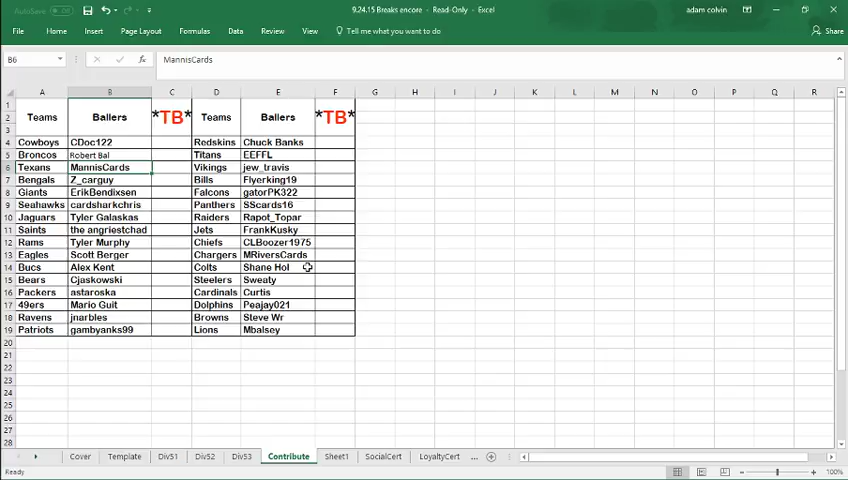 AutoSave Off 9.24.15 Breaks encore - Read-Only - Excel adam colvin
File Home Insert Page Layout Formulas Data Review View Tell me what you want to do Share
B6 fx MannisCards
A B C D E F G H I J K L M N O P Q R
1
2 Teams Ballers *TB* Teams Ballers *TB*
3
4 Cowboys CDoc122 Redskins Chuck Banks
5 Broncos Robert Bal Titans EEFFL
6 Texans MannisCards Vikings jew_travis
7 Bengals Z_carguy Bills Flyerking19
8 Giants ErikBendixsen Falcons gatorPK322
9 Seahawks cardsharkchris Panthers SScards16
10 Jaguars Tyler Galaskas Raiders Rapot_Topar
11 Saints the angriestchad Jets FrankKusky
12 Rams Tyler Murphy Chiefs CLBoozer1975
13 Eagles Scott Berger Chargers MRiversCards
14 Bucs Alex Kent Colts Shane Hol
15 Bears Cjaskowski Steelers Sweaty
16 Packers astaroska Cardinals Curtis
17 49ers Mario Guit Dolphins Peajay021
18 Ravens jnarbles Browns Steve Wr
19 Patriots gambyanks99 Lions Mbalsey
20
21
22
23
24
25
26
27
28
Cover Template Div51 Div52 Div53 Contribute Sheet1 SocialCert LoyaltyCert ...
Ready 100%